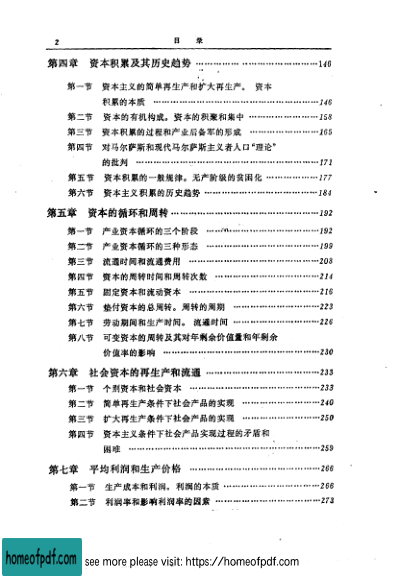 2 目录
第四章 资本积累及其历史趋势 …………………………146
第一节 资本主义的简单再生产和扩大再生产。 资本
积累的本质 …………………………146
第二节 资本的有机构成。资本的积聚和集中 …………………………158
第三节 资本积累的过程和产业后备军的形成 …………………………165
第四节 对马尔萨斯和现代马尔萨斯主义者人口“理论”
的批判 …………………………171
第五节 资本积累的一般规律。无产阶级的贫困化 …………………………177
第六节 资本主义积累的历史趋势 …………………………184
第五章 资本的循环和周转 …………………………192
第一节 产业资本循环的三个阶段 …………………………192
第二节 产业资本循环的三种形态 …………………………199
第三节 流通时间和流通费用 …………………………208
第四节 资本的周转时间和周转次数 …………………………214
第五节 固定资本和流动资本 …………………………216
第六节 垫付资本的总周转。周转的周期 …………………………223
第七节 劳动期间和生产时间。 流通时间 …………………………226
第八节 可变资本的周转及其对年剩余价值量和年剩余
价值率的影响 …………………………230
第六章 社会资本的再生产和流通 …………………………233
第一节 个别资本和社会资本 …………………………233
第二节 简单再生产条件下社会产品的实现 …………………………240
第三节 扩大再生产条件下社会产品的实现 …………………………250
第四节 资本主义条件下社会产品实现过程的矛盾和
困难 …………………………259
第七章 平均利润和生产价格 …………………………266
第一节 生产成本和利润。利润的本质 …………………………266
第二节 利润率和影响利润率的因素 …………………………273
homeofpdf.com
see more please visit: https://homeofpdf.com